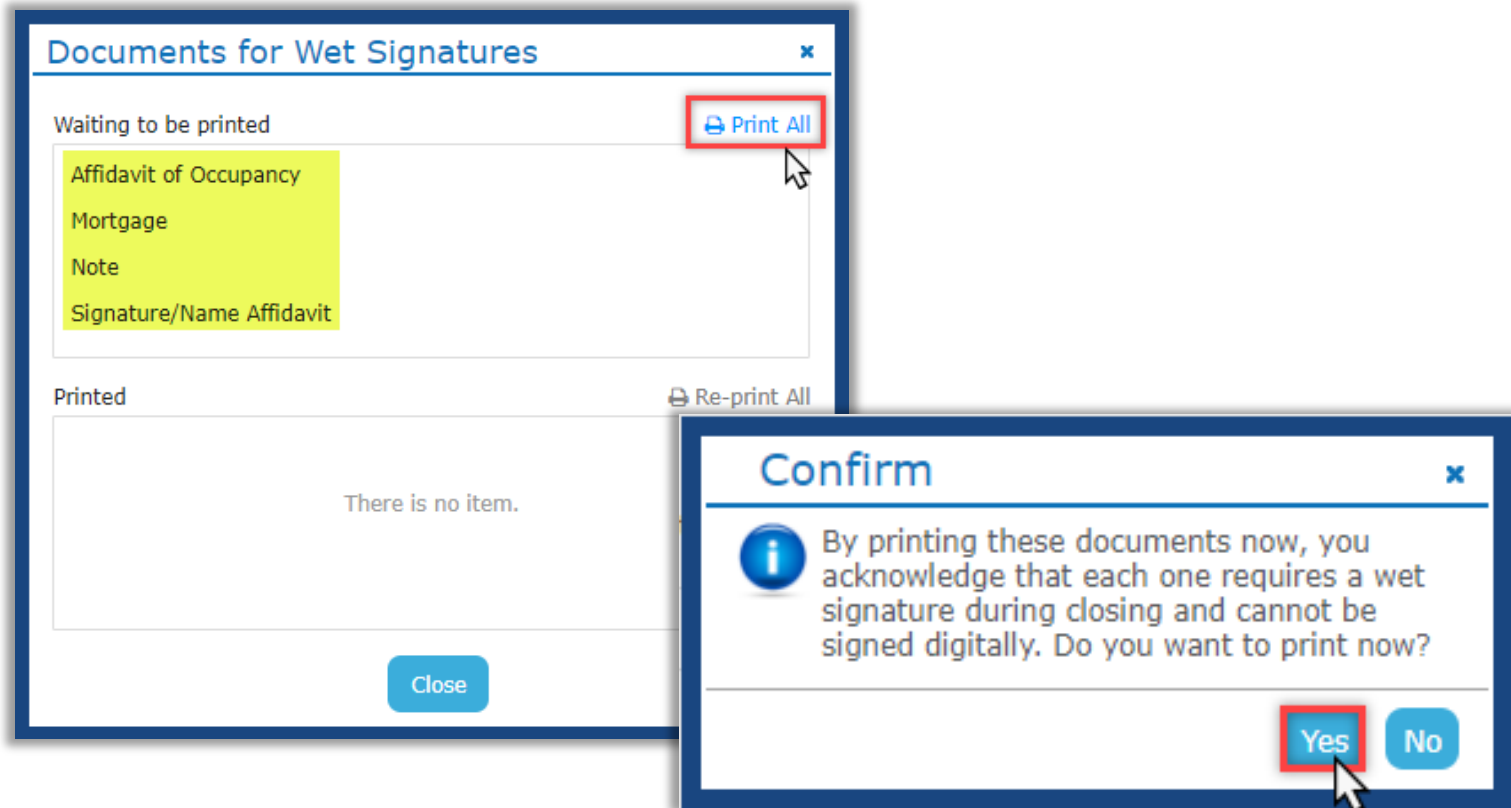 Documents for Wet Signatures
Waiting to be printed
Print All
Affidavit of Occupancy
Mortgage
Note
Signature/Name Affidavit
Printed
Re-print All
There is no item.
Close
Confirm
By printing these documents now, you
acknowledge that each one requires a wet
signature during closing and cannot be
signed digitally. Do you want to print now?
Yes
No